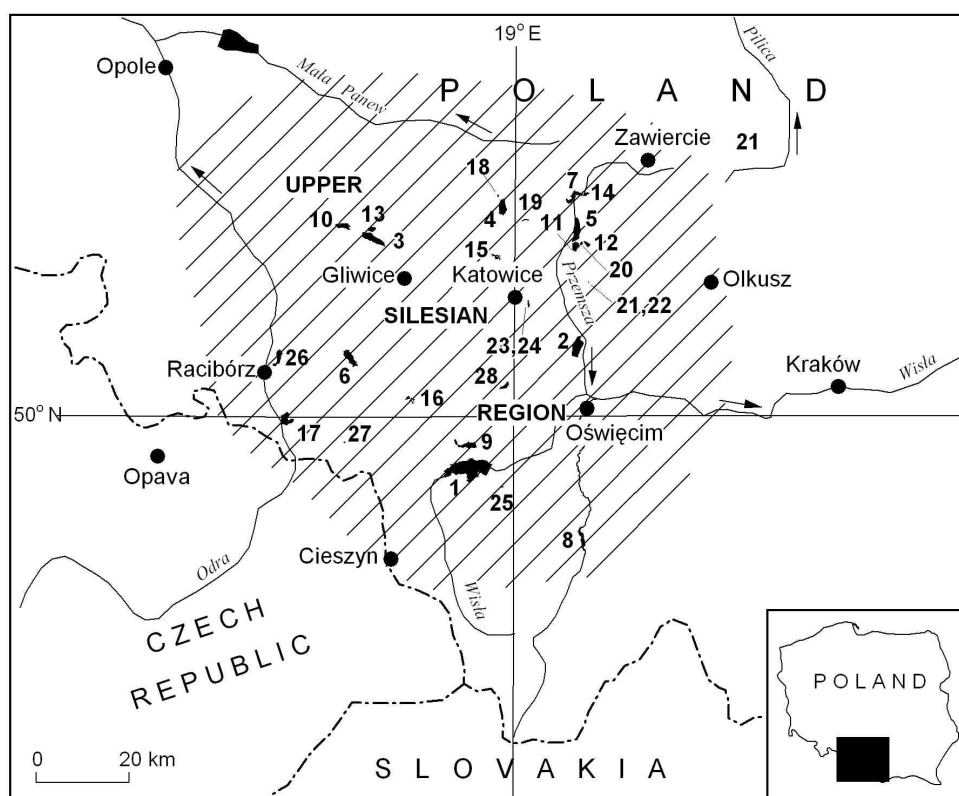 19° E
Opole
Mała Panew
Pilica
POLAND
Zawiercie
21
18
UPPER
7
14
10
13
3
4
19
11
5
12
15
20
Gliwice
Katowice
Przemsza
Olkusz
21,22
SILESIAN
23
24
2
26
Racibórz
6
28
Kraków
Wisła
16
50° N
REGION
Oświęcim
17
27
9
Opava
1
25
8
Cieszyn
Odra
Wisła
CZECH
REPUBLIC
POLAND
0
20 km
SLOVAKIA